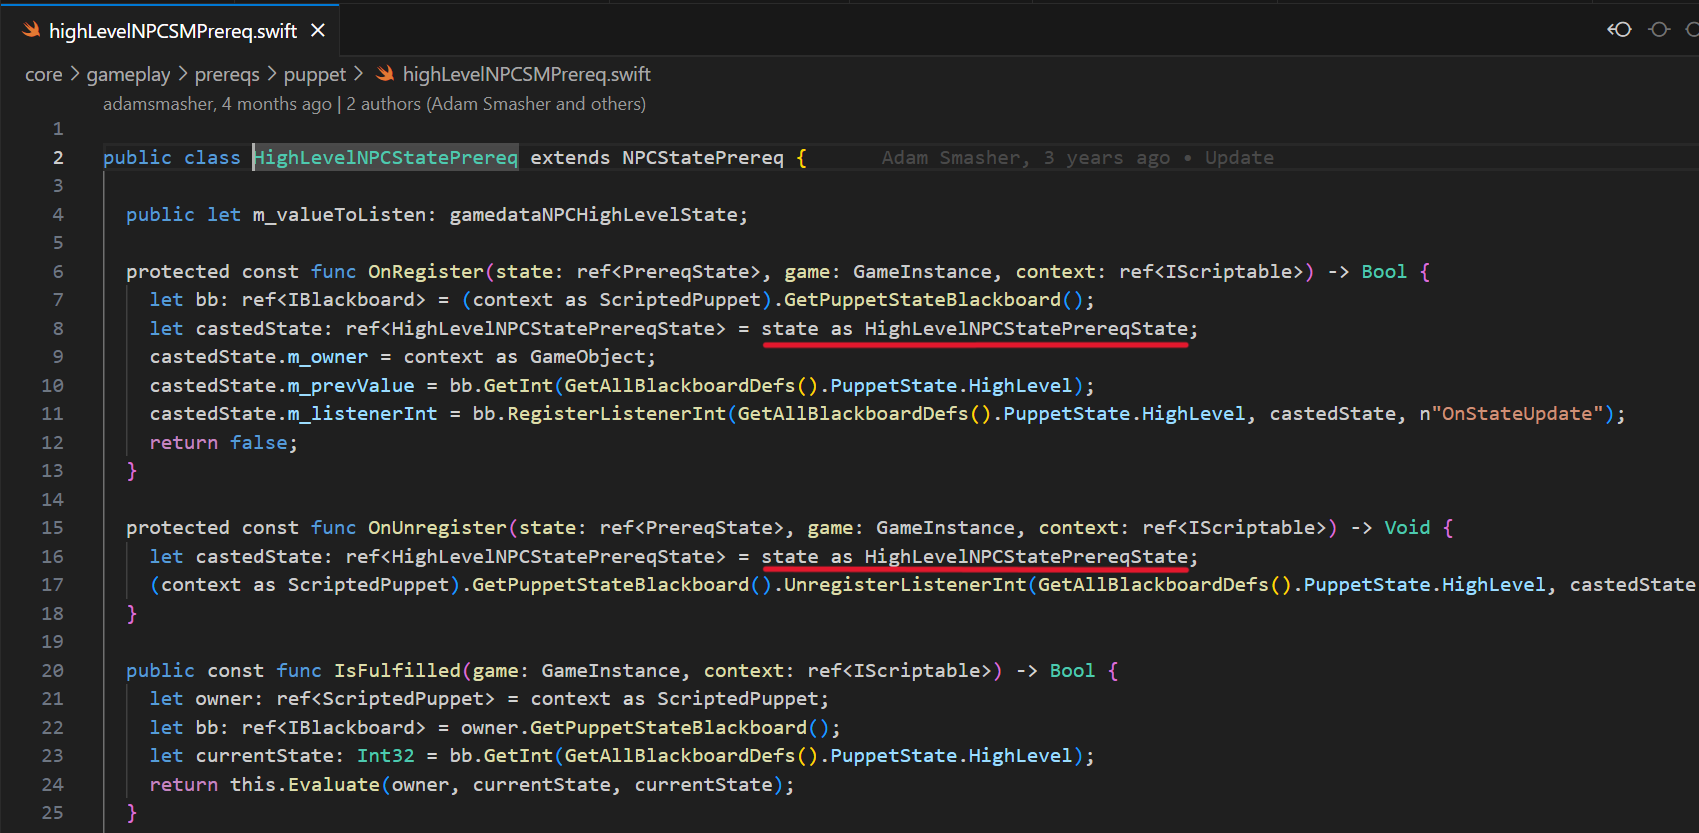 highLevelNPCSMPrereq.swift
core > gameplay > prereqs > puppet > highLevelNPCSMPrereq.swift
adamsmasher, 4 months ago | 2 authors (Adam Smasher and others)
1
2 public class HighLevelNPCStatePrereq extends NPCStatePrereq { Adam Smasher, 3 years ago • Update
3
4 public let m_valueToListen: gamedataNPCHighLevelState;
5
6 protected const func OnRegister(state: ref<PrereqState>, game: GameInstance, context: ref<IScriptable>) -> Bool {
7 let bb: ref<IBlackboard> = (context as ScriptedPuppet).GetPuppetStateBlackboard();
8 let castedState: ref<HighLevelNPCStatePrereqState> = state as HighLevelNPCStatePrereqState;
9 castedState.m_owner = context as GameObject;
10 castedState.m_prevValue = bb.GetInt(GetAllBlackboardDefs().PuppetState.HighLevel);
11 castedState.m_listenerInt = bb.RegisterListenerInt(GetAllBlackboardDefs().PuppetState.HighLevel, castedState, n"OnStateUpdate");
12 return false;
13 }
14
15 protected const func OnUnregister(state: ref<PrereqState>, game: GameInstance, context: ref<IScriptable>) -> Void {
16 let castedState: ref<HighLevelNPCStatePrereqState> = state as HighLevelNPCStatePrereqState;
17 (context as ScriptedPuppet).GetPuppetStateBlackboard().UnregisterListenerInt(GetAllBlackboardDefs().PuppetState.HighLevel, castedState
18 }
19
20 public const func IsFulfilled(game: GameInstance, context: ref<IScriptable>) -> Bool {
21 let owner: ref<ScriptedPuppet> = context as ScriptedPuppet;
22 let bb: ref<IBlackboard> = owner.GetPuppetStateBlackboard();
23 let currentState: Int32 = bb.GetInt(GetAllBlackboardDefs().PuppetState.HighLevel);
24 return this.Evaluate(owner, currentState, currentState);
25 }